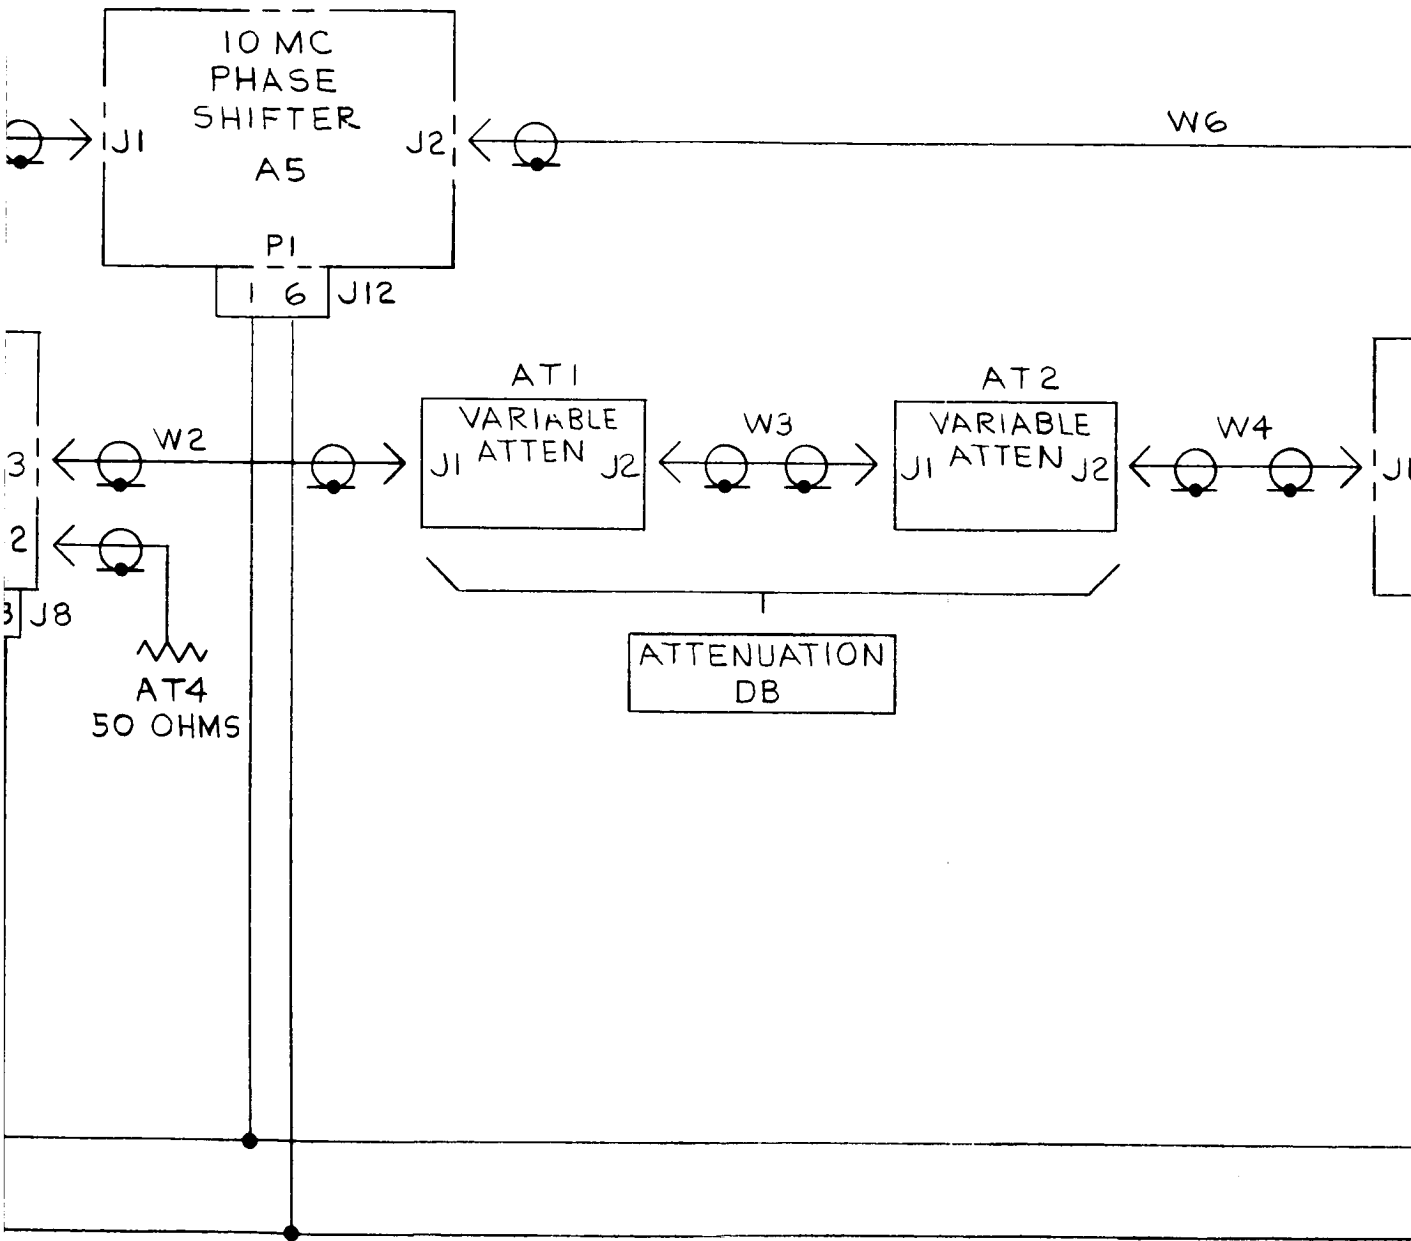 10 MC
PHASE
SHIFTER
A5
J1
J2
W6
P1
1 6
J12
AT1
VARIABLE
ATTEN
J1
J2
AT2
VARIABLE
ATTEN
J1
J2
W2
W3
W4
3
J1
2
J8
AT4
50 OHMS
ATTENUATION
DB